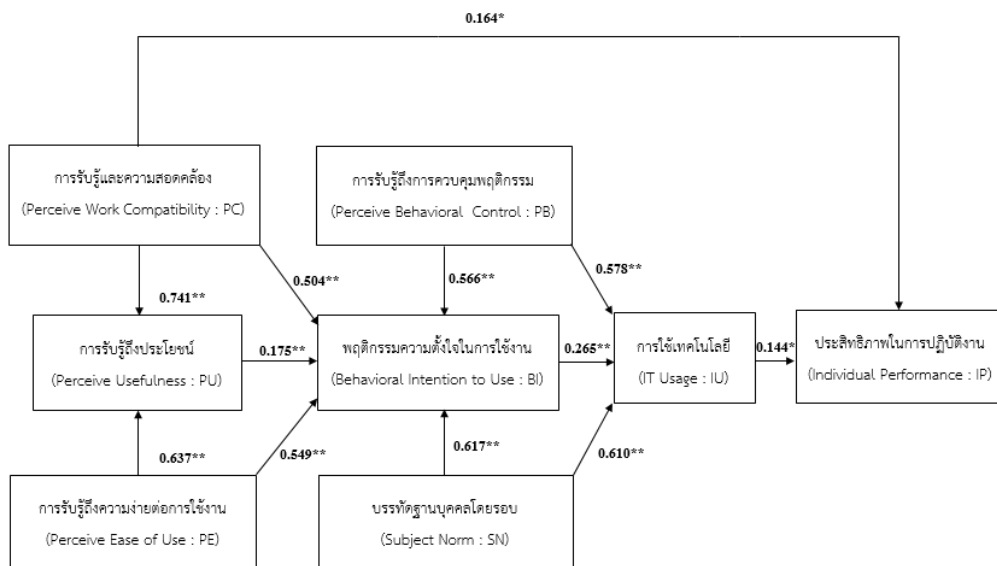 0.164*
การรับรู้และความสอดคล้อง
(Perceive Work Compatibility : PC)
การรับรู้ถึงการควบคุมพฤติกรรม
(Perceive Behavioral Control : PB)
0.504**
0.566**
0.578**
0.741**
การรับรู้ถึงประโยชน์
(Perceive Usefulness : PU)
0.175**
พฤติกรรมความตั้งใจในการใช้งาน
(Behavioral Intention to Use : BI)
0.265**
การใช้เทคโนโลยี
(IT Usage : IU)
0.144*
ประสิทธิภาพในการปฏิบัติงาน
(Individual Performance : IP)
0.637**
0.549**
0.617**
0.610**
การรับรู้ถึงความง่ายต่อการใช้งาน
(Perceive Ease of Use : PE)
บรรทัดฐานบุคคลโดยรอบ
(Subject Norm : SN)